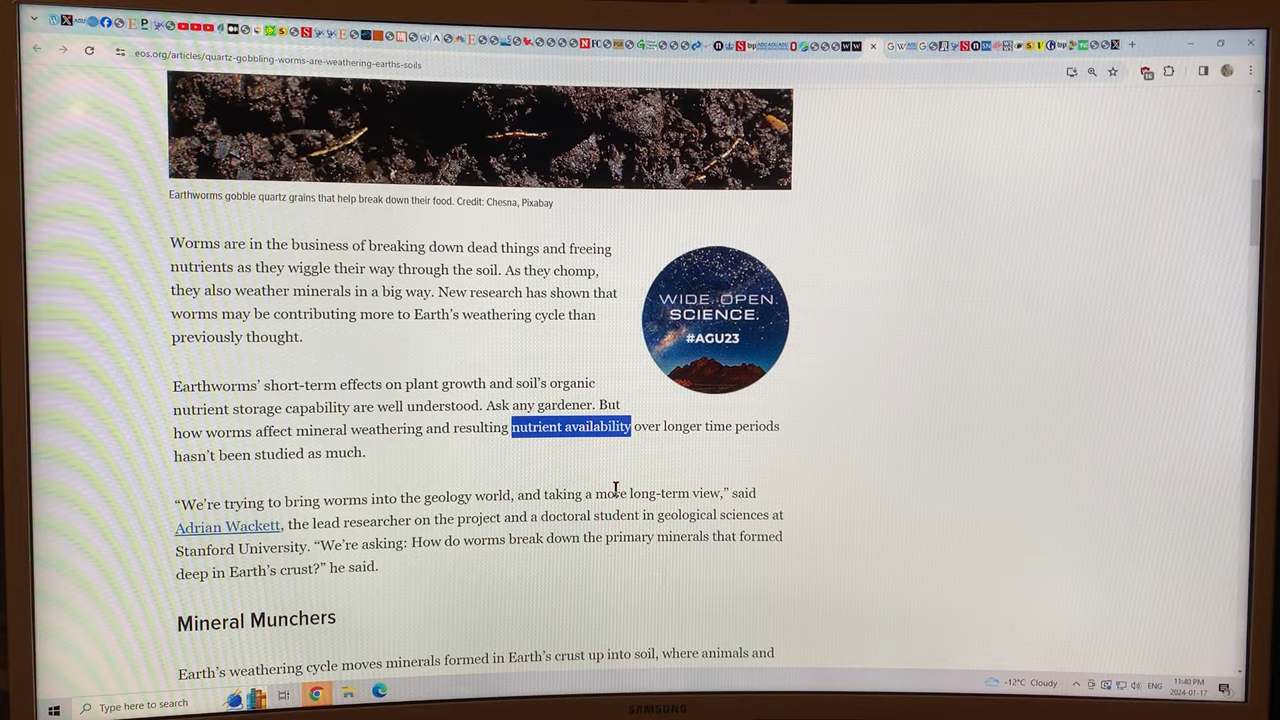 eos.org/articles/quartz-gobbling-worms-are-weathering-earths-soils
Earthworms gobble quartz grains that help break down their food. Credit: Chesna, Pixabay
Worms are in the business of breaking down dead things and freeing
nutrients as they wiggle their way through the soil. As they chomp,
they also weather minerals in a big way. New research has shown that
worms may be contributing more to Earth's weathering cycle than
previously thought.
WIDE. OPEN.
SCIENCE.
#AGU23
Earthworms' short-term effects on plant growth and soil's organic
nutrient storage capability are well understood. Ask any gardener. But
how worms affect mineral weathering and resulting nutrient availability over longer time periods
hasn't been studied as much.
“We're trying to bring worms into the geology world, and taking a more long-term view,” said
Adrian Wackett, the lead researcher on the project and a doctoral student in geological sciences at
Stanford University. “We're asking: How do worms break down the primary minerals that formed
deep in Earth's crust?” he said.
Mineral Munchers
Earth's weathering cycle moves minerals formed in Earth's crust up into soil, where animals and
Type here to search
-12°C Cloudy
ENG
11:40 PM
2024-01-17
SAMSUNG